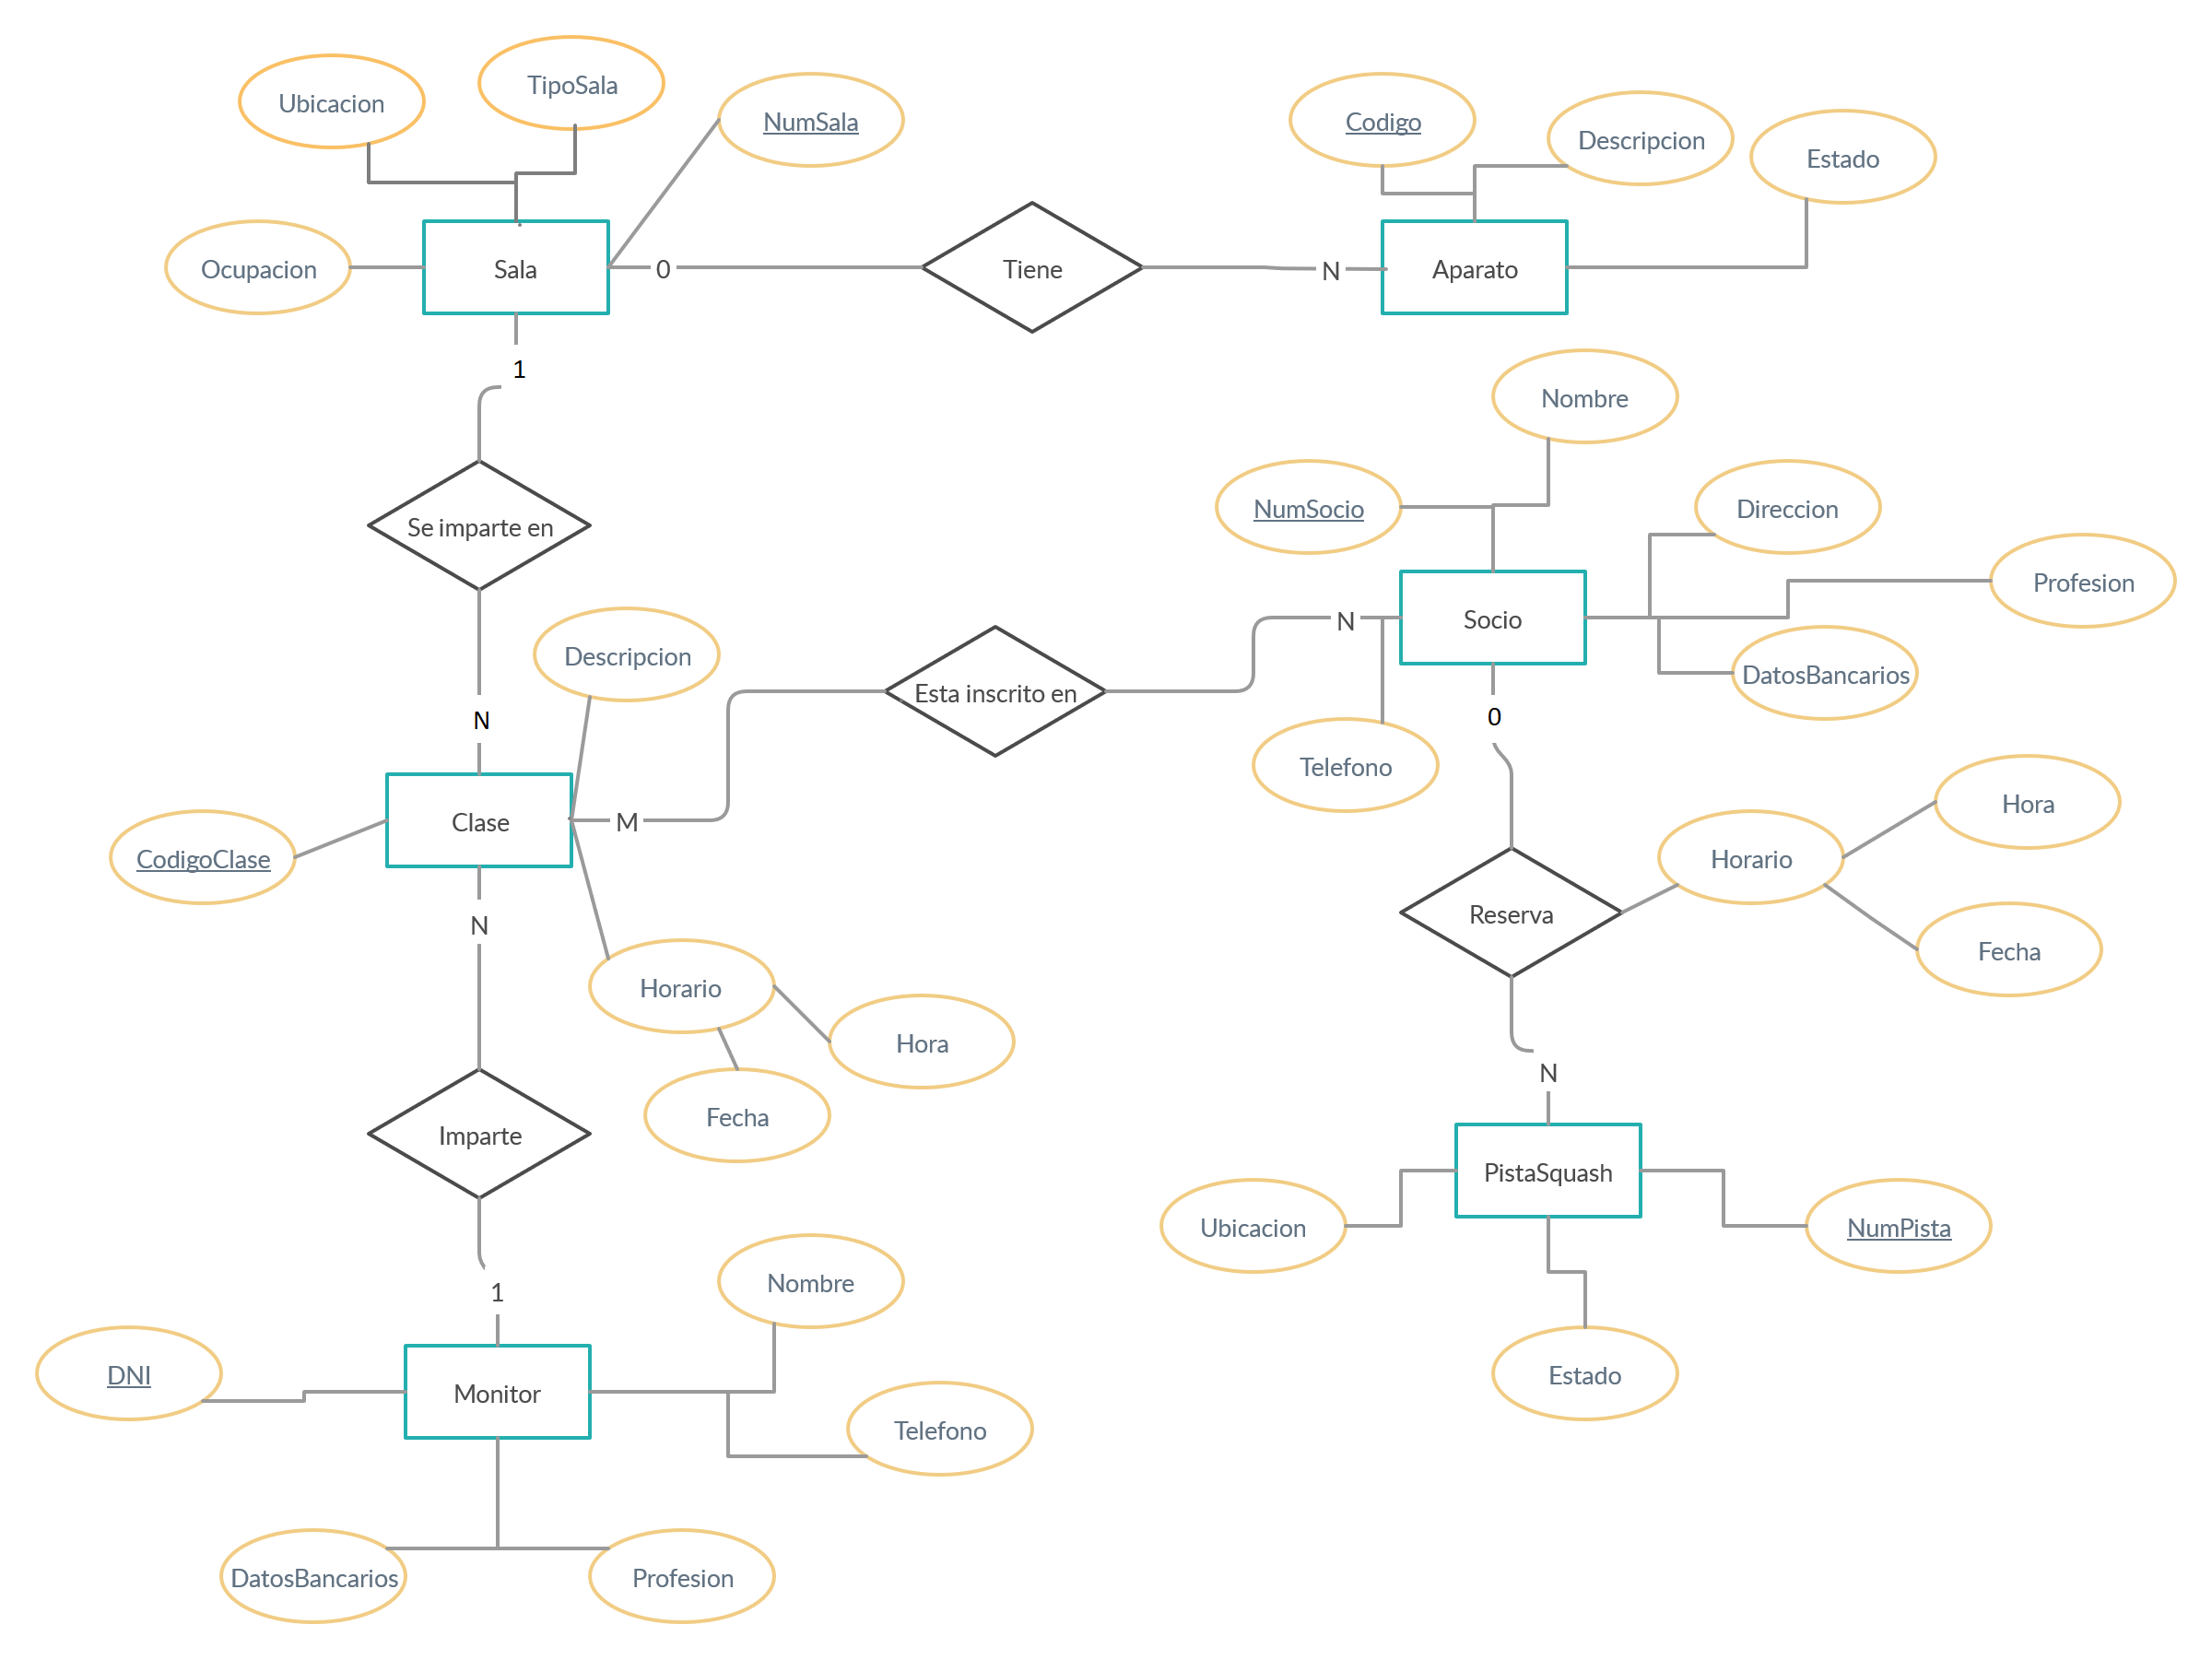 Ubicacion
TipoSala
NumSala
Codigo
Descripcion
Estado
Ocupacion
Sala
0
Tiene
N
Aparato
1
Nombre
Se imparte en
NumSocio
Direccion
Profesion
Descripcion
Esta inscrito en
N
Socio
DatosBancarios
N
0
Telefono
CodigoClase
Clase
M
Horario
Hora
Reserva
Fecha
N
Horario
Hora
Fecha
N
Imparte
PistaSquash
Ubicacion
NumPista
1
Nombre
Estado
DNI
Monitor
Telefono
DatosBancarios
Profesion